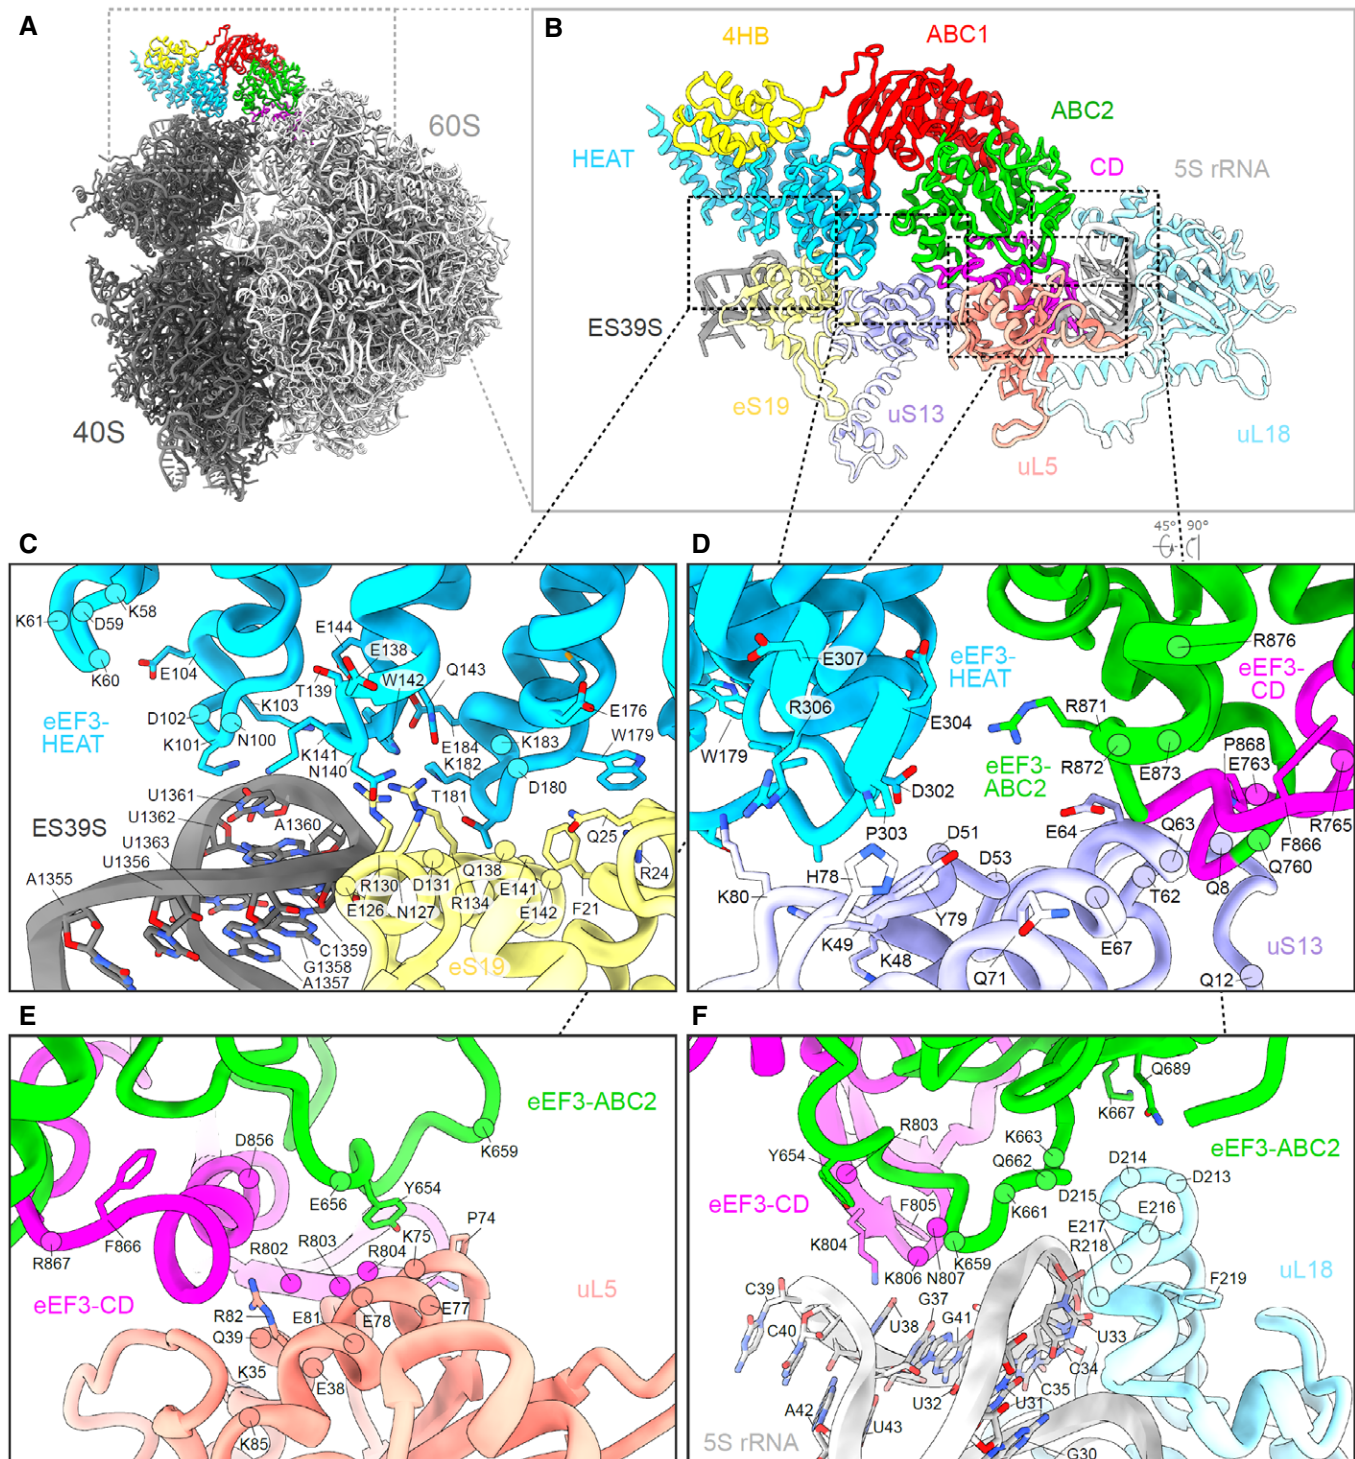 A
60S
40S
B
4HB
ABC1
ABC2
HEAT
CD
5S rRNA
ES39S
eS19
uS13
uL18
uL5
C
K61
D59
K58
K60
E104
E144
E138
T139
W142
Q143
eEF3-
HEAT
D102
K103
N100
K101
K141
N140
E184
K182
K183
E176
W179
D180
T181
U1361
U1362
ES39S
A1360
U1363
U1356
A1355
Q25
R24
R130
D131
Q138
E141
E126
N127
R134
E142
F21
C1359
G1358
A1357
eS19
45° 90°
D
E307
eEF3-
HEAT
R306
E304
W179
D302
P303
R876
eEF3-
CD
R871
P868
R872
E873
E763
eEF3-
ABC2
R765
E64
Q63
F866
Q760
D51
D53
T62
Q8
H78
K80
Y79
E67
K49
K48
Q71
uS13
Q12
E
eEF3-ABC2
D856
K659
E656
Y654
P74
F866
R802
R803
R804
K75
R867
eEF3-CD
uL5
R82
E81
E78
E77
Q39
K35
E38
K85
F
Q689
K667
R803
K663
eEF3-ABC2
Y654
Q662
D214
D213
eEF3-CD
F805
D215
K661
E216
K804
E217
K659
R218
K806
N807
uL18
C39
G37
F219
U38
G41
C40
U33
C34
C35
A42
U32
U31
U43
5S rRNA
G30